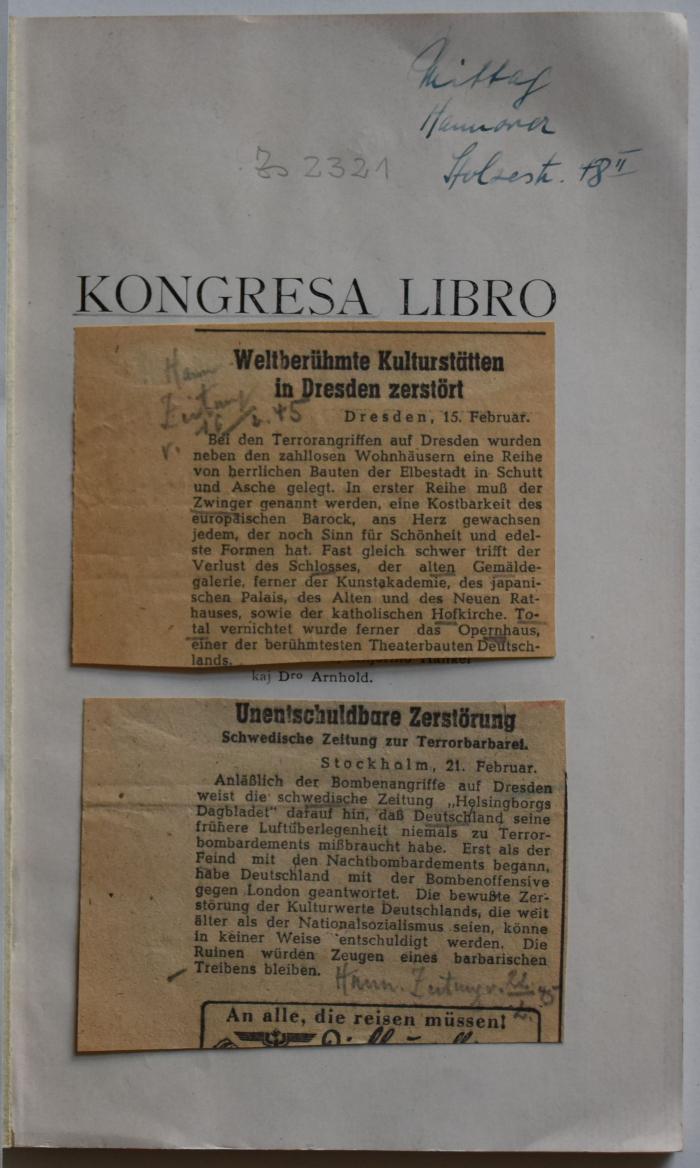 Mittag
Hannover
Zs 2321
Stolzestr. 18 II
KONGRESA LIBRO
Weltberühmte Kulturstätten
in Dresden zerstört
Hann
Zeitung
v. 16/2. 45
Dresden, 15. Februar.
Bei den Terrorangriffen auf Dresden wurden
neben den zahllosen Wohnhäusern eine Reihe
von herrlichen Bauten der Elbestadt in Schutt
und Asche gelegt. In erster Reihe muß der
Zwinger genannt werden, eine Kostbarkeit des
europäischen Barock, ans Herz gewachsen
jedem, der noch Sinn für Schönheit und edel-
ste Formen hat. Fast gleich schwer trifft der
Verlust des Schlosses, der alten Gemälde-
galerie, ferner der Kunstakademie, des japani-
schen Palais, des Alten und des Neuen Rat-
hauses, sowie der katholischen Hofkirche. To-
tal vernichtet wurde ferner das Opernhaus,
einer der berühmtesten Theaterbauten Deutsch-
lands.
kaj Dro Arnhold.
Unentschuldbare Zerstörung
Schwedische Zeitung zur Terrorbarbarei.
Stockholm, 21. Februar.
Anläßlich der Bombenangriffe auf Dresden
weist die schwedische Zeitung „Helsingborgs
Dagbladet" darauf hin, daß Deutschland seine
frühere Luftüberlegenheit niemals zu Terror-
bombardements mißbraucht habe. Erst als der
Feind mit den Nachtbombardements begann,
habe Deutschland mit der Bombenoffensive
gegen London geantwortet. Die bewußte Zer-
störung der Kulturwerte Deutschlands, die weit
älter als der Nationalsozialismus seien, könne
in keiner Weise entschuldigt werden. Die
Ruinen würden Zeugen eines barbarischen
Treibens bleiben.
Hann. Zeitung v. 22. 2. 45
An alle, die reisen müssen!